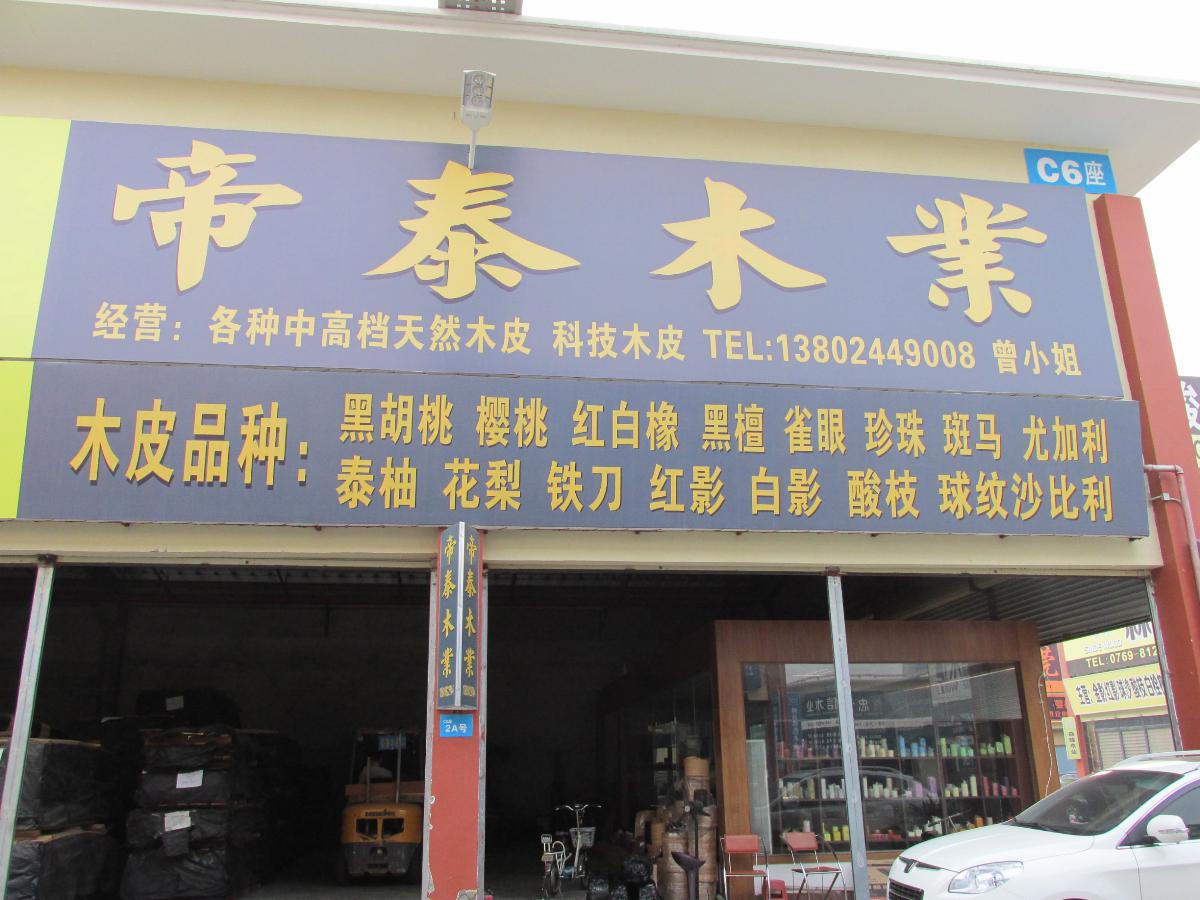 C6座
帝泰木業
经营：各种中高档天然木皮 科技木皮 TEL:13802449008 曾小姐
木皮品种：
黑胡桃 樱桃 红白橡 黑檀 雀眼 珍珠 斑马 尤加利
泰柚 花梨 铁刀 红影 白影 酸枝 球纹沙比利
帝泰木業
帝泰木業
2A号
TEL:0769-812